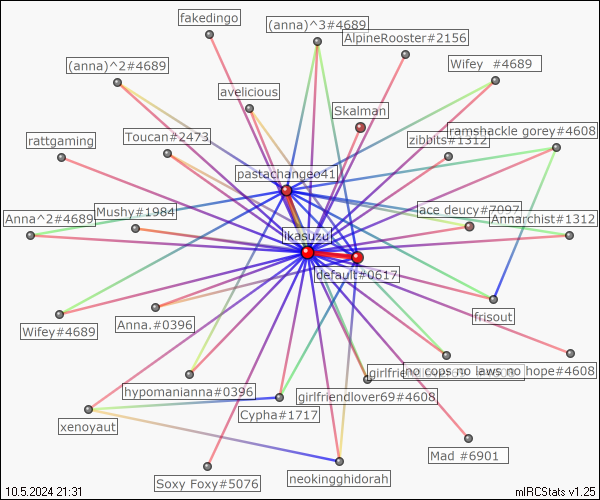 fakedingo
(anna)^3#4689
AlpineRooster#2156
(anna)^2#4689
Wifey #4689
avelicious
Skalman
ramshackle gorey#4608
rattgaming
Toucan#2473
zibbits#1312
pastachangeo41
Anna^2#4689
Mushy#1984
ace deucy#7097
Annarchist#1312
ikasuzu
default#0617
Wifey#4689
Anna.#0396
frisout
girlfriend
no cops no laws no hope#4608
hypomanianna#0396
girlfriendlover69#4608
Cypha#1717
xenoyaut
Mad #6901
Soxy Foxy#5076
neokingghidorah
10.5.2024 21:31
mIRCStats v1.25